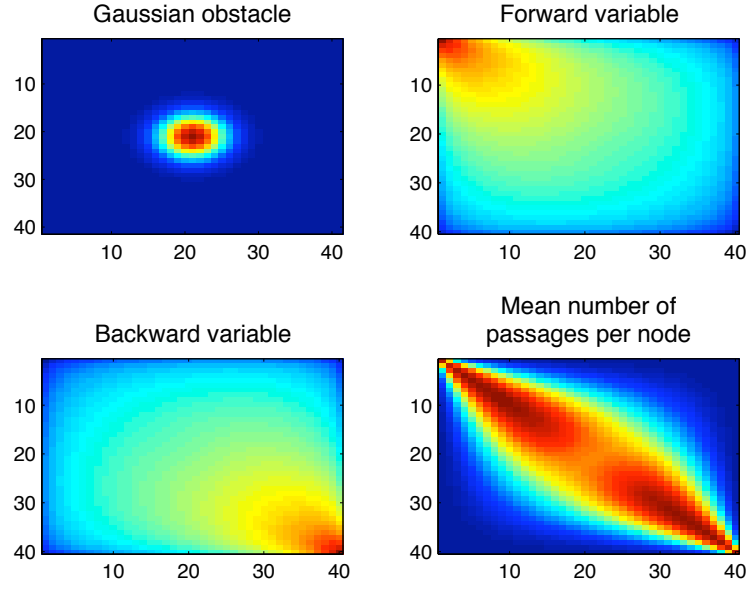 Gaussian obstacle
10
20
30
40
10 20 30 40
Forward variable
10
20
30
40
10 20 30 40
Backward variable
10
20
30
40
10 20 30 40
Mean number of
passages per node
10
20
30
40
10 20 30 40